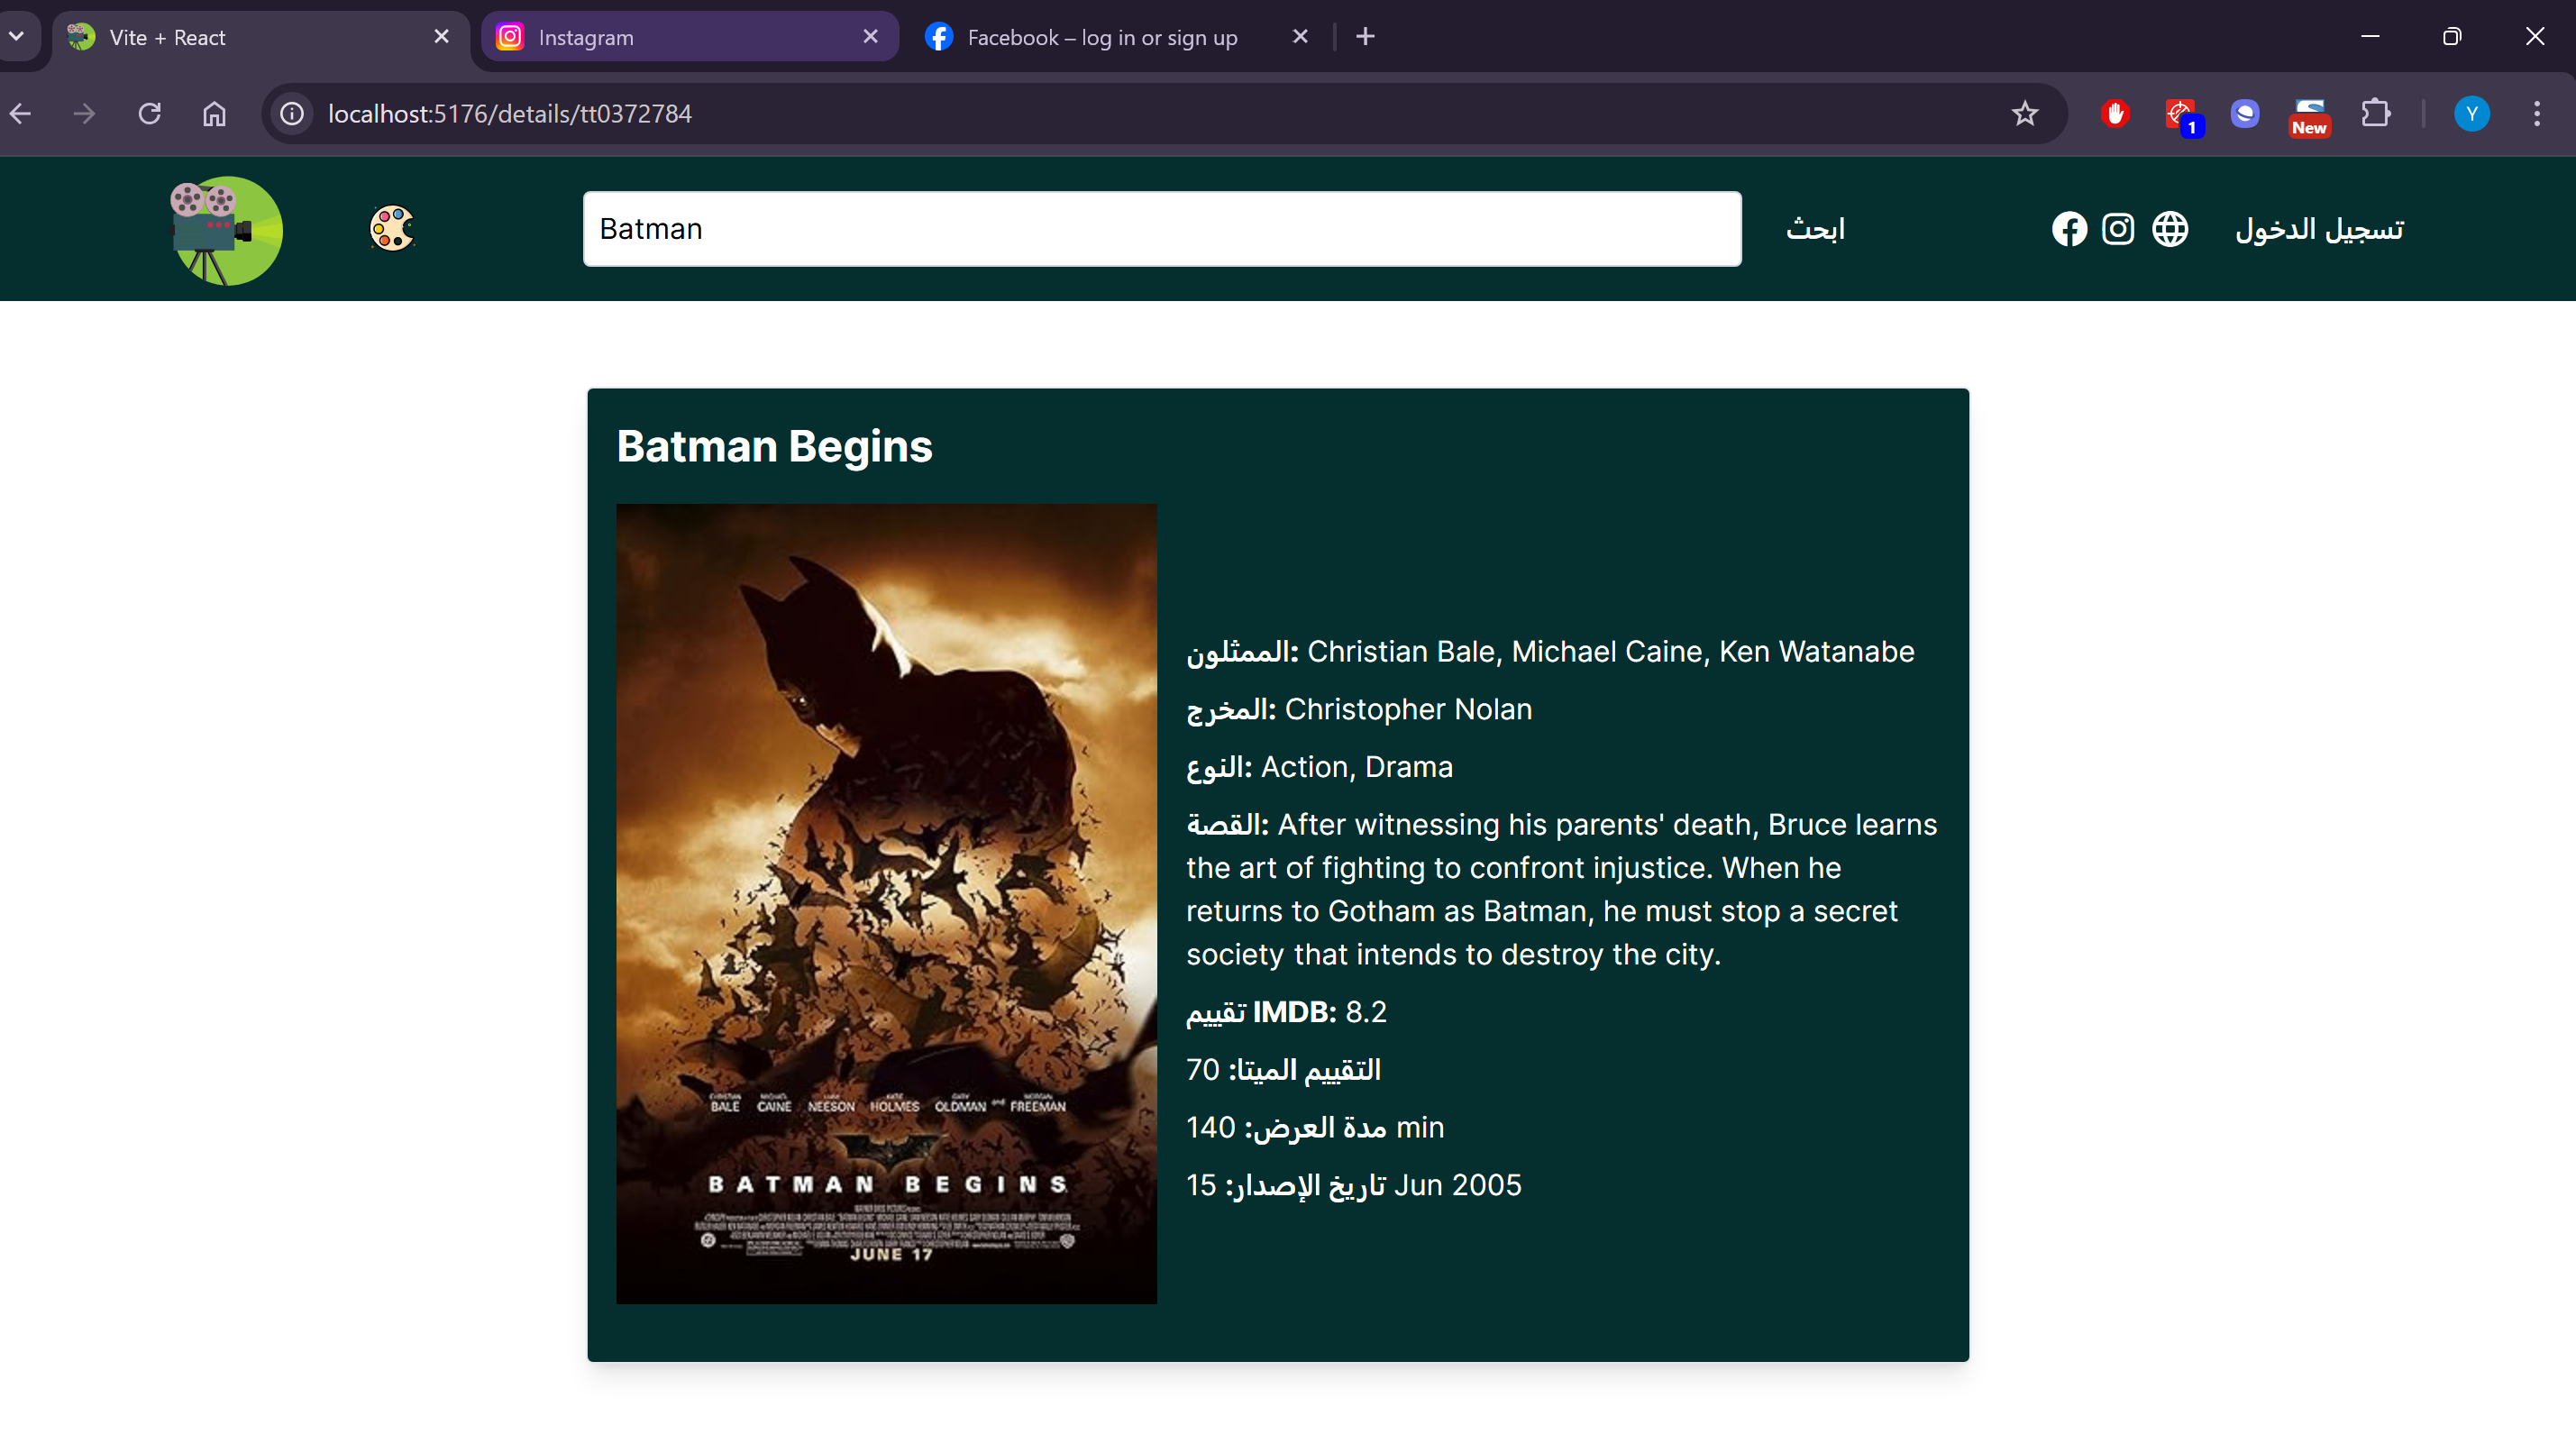 Vite + React
Instagram
Facebook – log in or sign up
localhost:5176/details/tt0372784
1
New
Y
Batman
ابحث
تسجيل الدخول
Batman Begins
الممثلون: Christian Bale, Michael Caine, Ken Watanabe
المخرج: Christopher Nolan
النوع: Action, Drama
القصة: After witnessing his parents' death, Bruce learns
the art of fighting to confront injustice. When he
returns to Gotham as Batman, he must stop a secret
society that intends to destroy the city.
تقييم IMDB: 8.2
التقييم الميتا: 70
مدة العرض: 140 min
تاريخ الإصدار: 15 Jun 2005
BALE CAINE NEESON HOLMES OLDMAN and FREEMAN
BATMAN BEGINS
JUNE 17